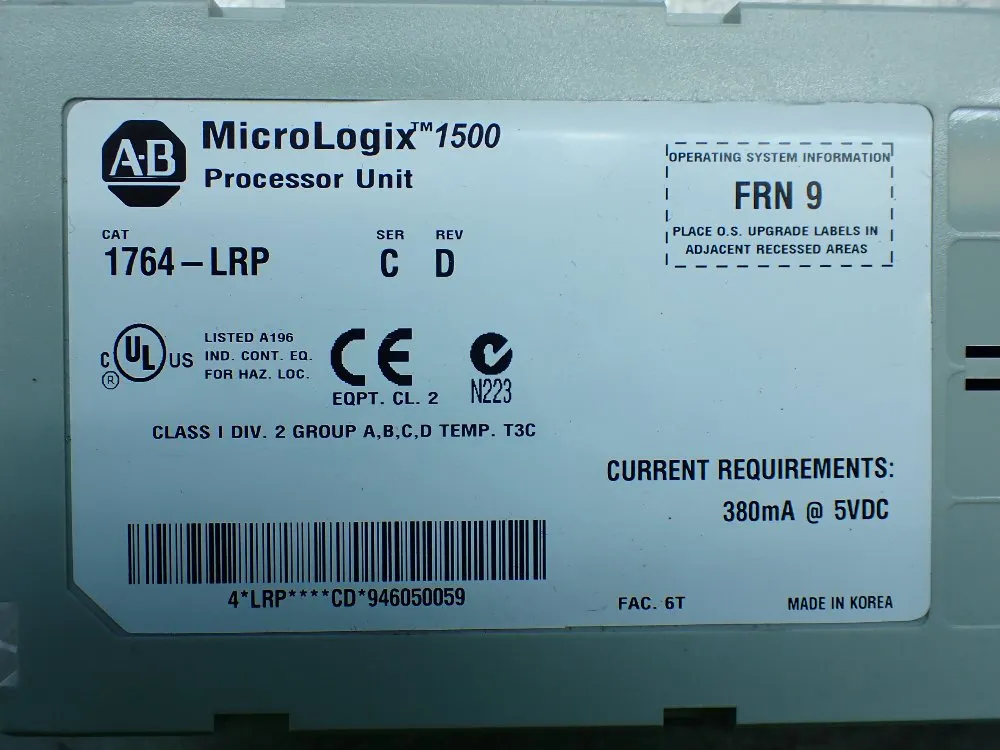 A·B
MicroLogix™ 1500
Processor Unit
OPERATING SYSTEM INFORMATION
FRN 9
PLACE O.S. UPGRADE LABELS IN
ADJACENT RECESSED AREAS
CAT SER REV
1764-LRP C D
C UL US ®
LISTED A196
IND. CONT. EQ.
FOR HAZ. LOC.
CE
EQPT. CL. 2
N223
CLASS I DIV. 2 GROUP A,B,C,D TEMP. T3C
CURRENT REQUIREMENTS:
380mA @ 5VDC
4*LRP****CD*946050059
FAC. 6T MADE IN KOREA